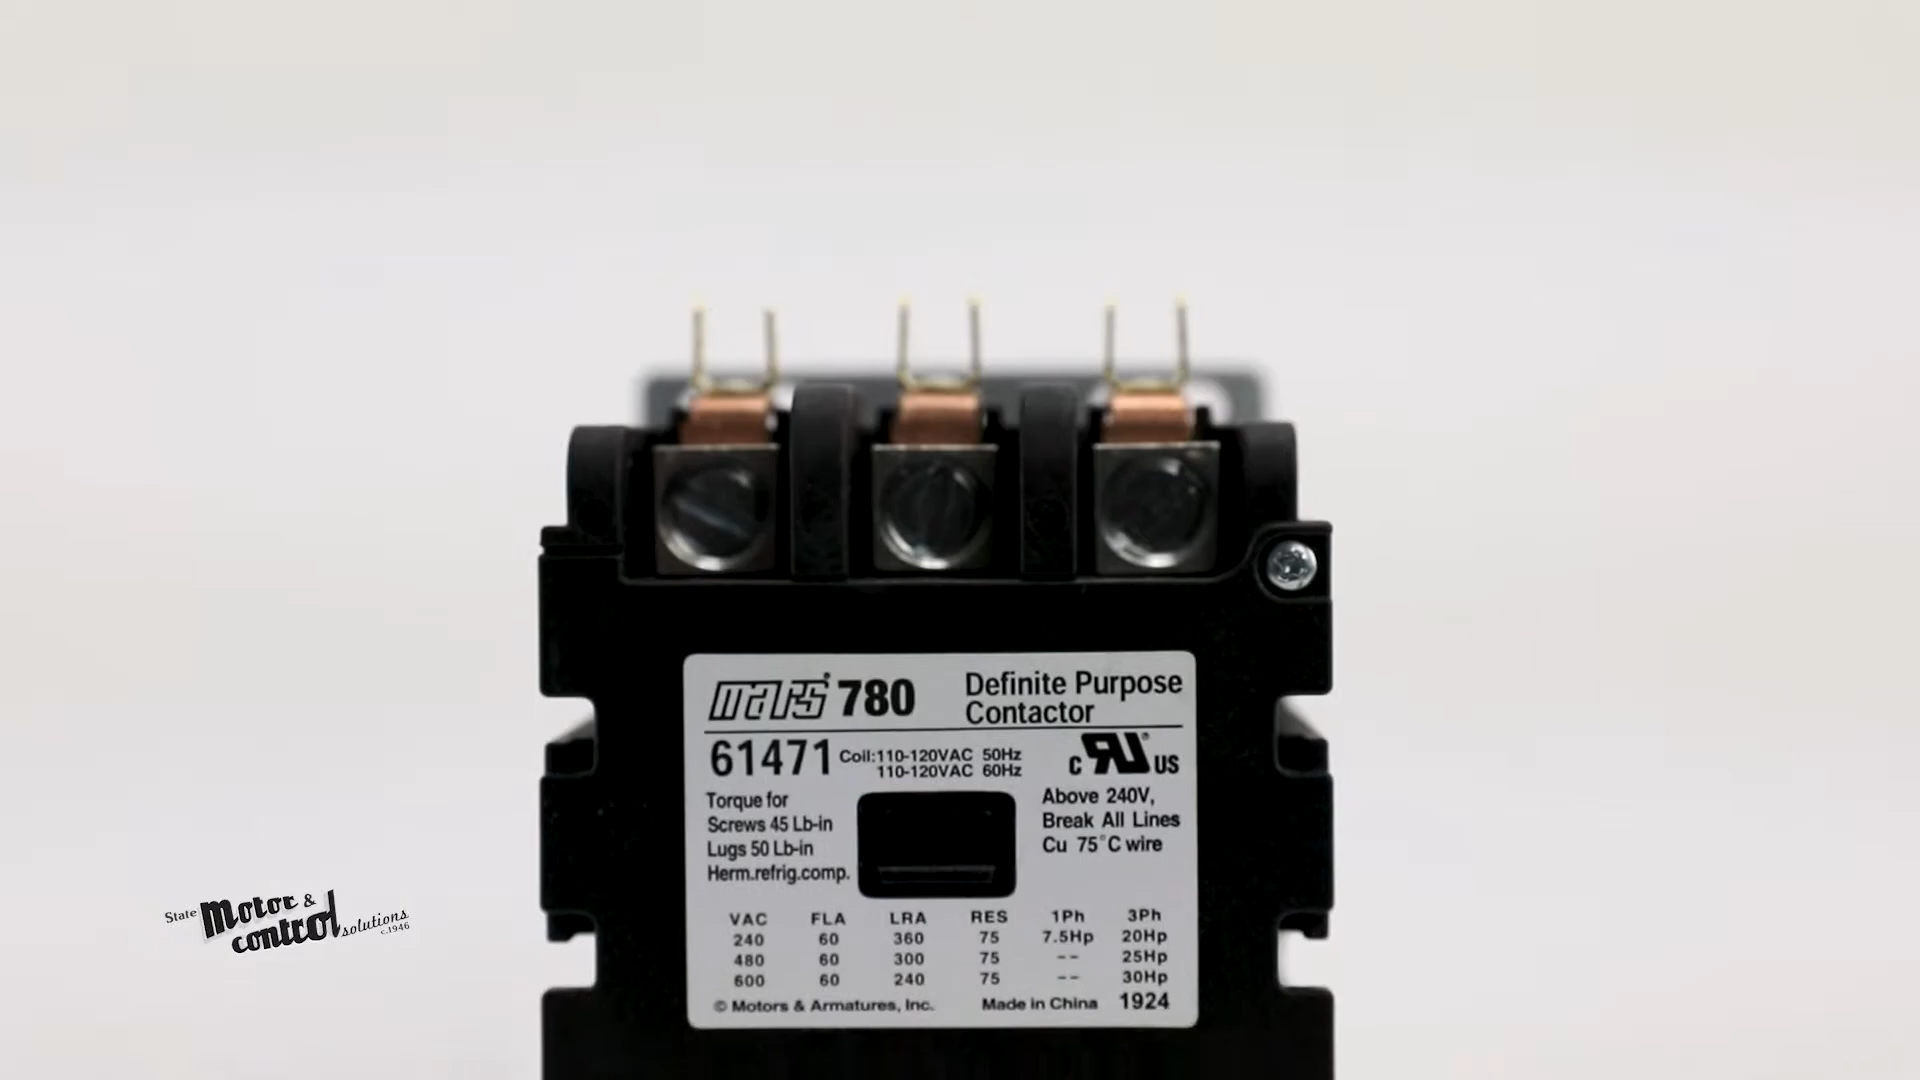 mars 780
Definite Purpose
Contactor
61471
Coil:110-120VAC 50Hz
110-120VAC 60Hz
C RU® US
Torque for
Screws 45 Lb-in
Lugs 50 Lb-in
Herm.refrig.comp.
Above 240V,
Break All Lines
Cu 75°C wire
VAC FLA LRA RES 1Ph 3Ph
240 60 360 75 7.5Hp 20Hp
480 60 300 75 -- 25Hp
600 60 240 75 -- 30Hp
© Motors & Armatures, Inc. Made in China 1924
State Motor &
control solutions
c.1946